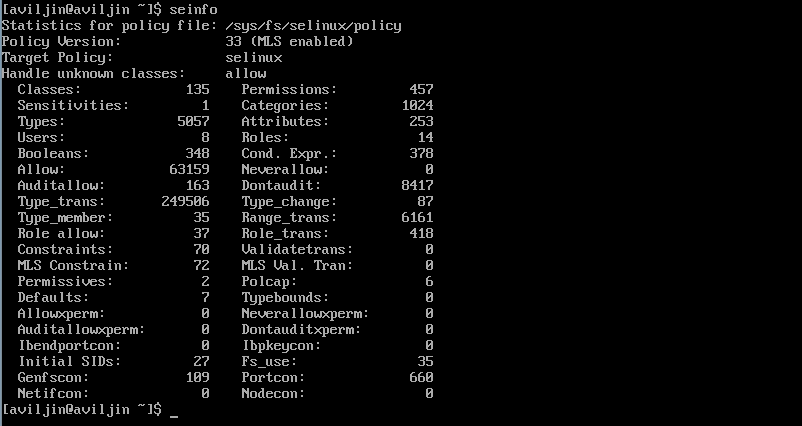 [aviljin@aviljin ~]$ seinfo
Statistics for policy file: /sys/fs/selinux/policy
Policy Version:             33 (MLS enabled)
Target Policy:              selinux
Handle unknown classes:     allow
  Classes:             135    Permissions:         457
  Sensitivities:         1    Categories:         1024
  Types:              5057    Attributes:          253
  Users:                 8    Roles:                14
  Booleans:            348    Cond. Expr.:         378
  Allow:             63159    Neverallow:            0
  Auditallow:          163    Dontaudit:          8417
  Type_trans:       249506    Type_change:          87
  Type_member:          35    Range_trans:        6161
  Role allow:           37    Role_trans:          418
  Constraints:          70    Validatetrans:         0
  MLS Constrain:        72    MLS Val. Tran:         0
  Permissives:           2    Polcap:                6
  Defaults:              7    Typebounds:            0
  Allowxperm:            0    Neverallowxperm:       0
  Auditallowxperm:       0    Dontauditxperm:        0
  Ibendportcon:          0    Ibpkeycon:             0
  Initial SIDs:         27    Fs_use:               35
  Genfscon:            109    Portcon:             660
  Netifcon:              0    Nodecon:               0
[aviljin@aviljin ~]$ _